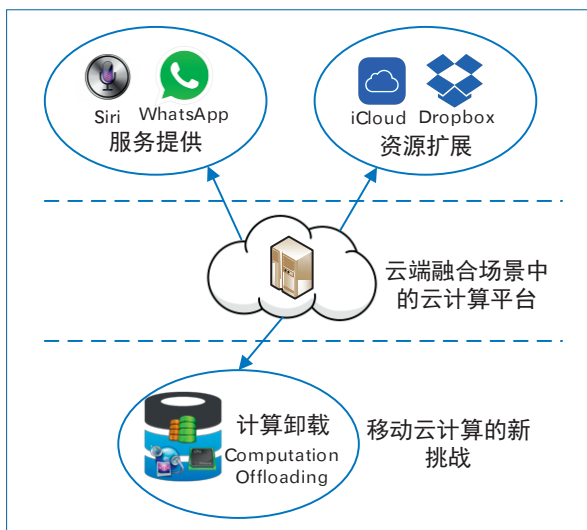 Siri
WhatsApp
服务提供
iCloud
Dropbox
资源扩展
云端融合场景中
的云计算平台
计算卸载
Computation
Offloading
移动云计算的新
挑战